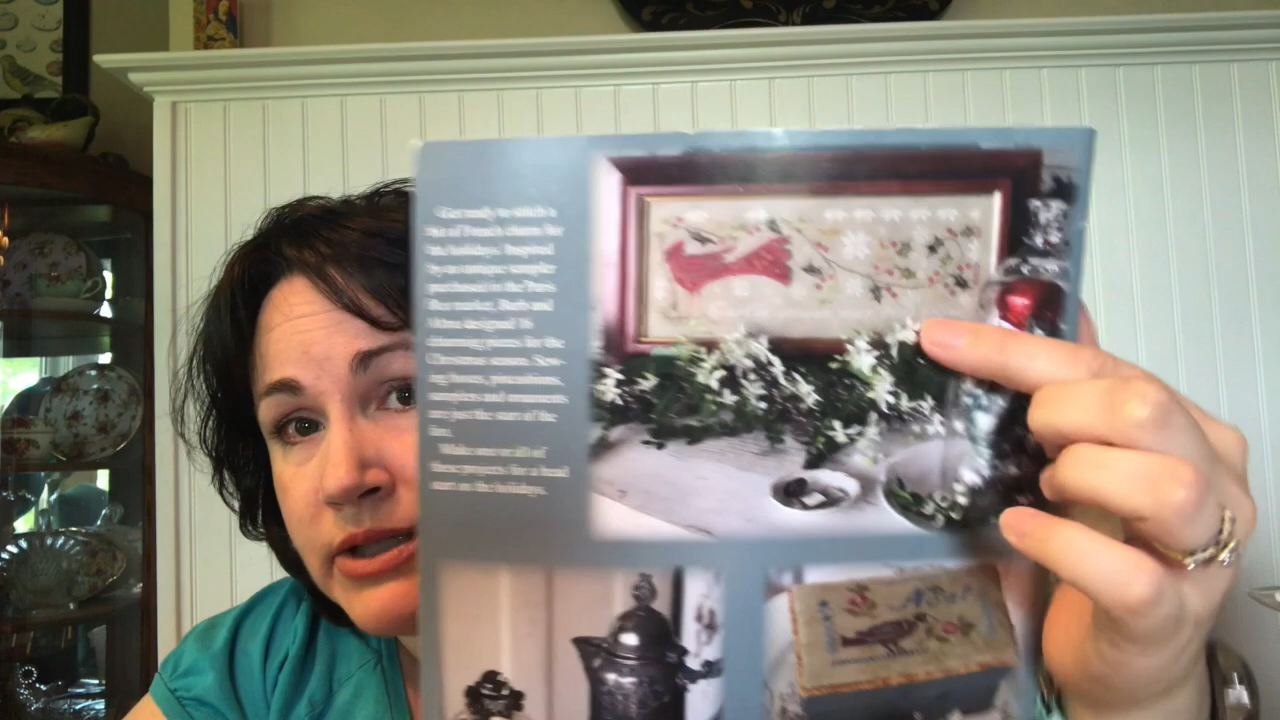 Get ready to stitch a
bit of French charm for
the holidays. Inspired
by an antique sampler
purchased in the Paris
flea market, Barb and
Alma designed 16
charming pieces for the
Christmas season. Sew-
ing boxes, pincushions,
samplers and ornaments
are just the start of the
fun.
Make one or all of
these projects for a head
start on the holidays.